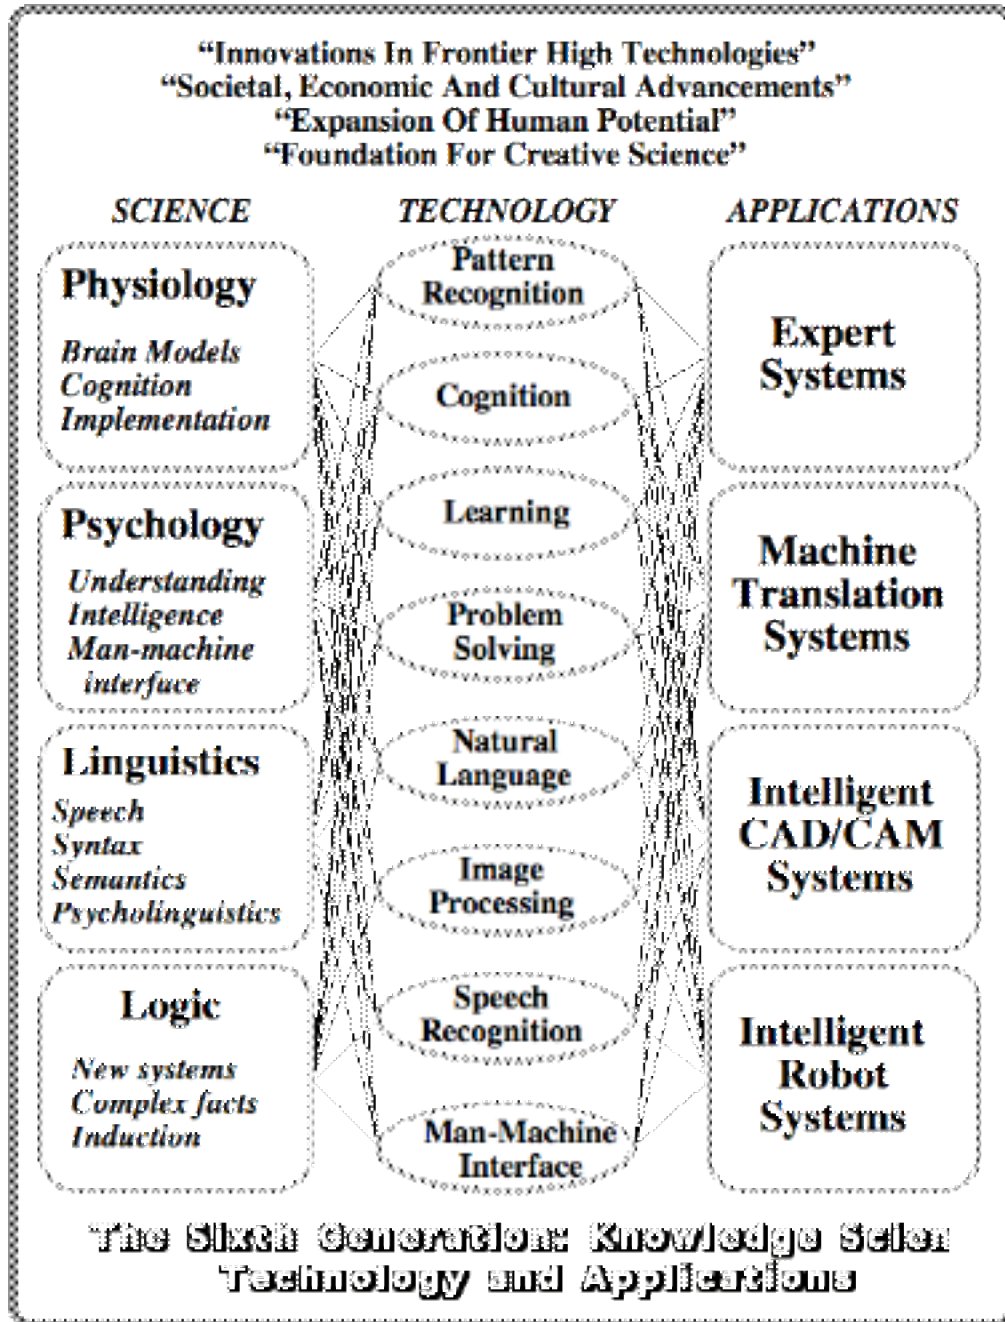 “Innovations In Frontier High Technologies”
“Societal, Economic And Cultural Advancements”
“Expansion Of Human Potential”
“Foundation For Creative Science”
SCIENCE
TECHNOLOGY
APPLICATIONS
Physiology
Brain Models
Cognition
Implementation
Psychology
Understanding
Intelligence
Man-machine
interface
Linguistics
Speech
Syntax
Semantics
Psycholinguistics
Logic
New systems
Complex facts
Induction
Pattern
Recognition
Cognition
Learning
Problem
Solving
Natural
Language
Image
Processing
Speech
Recognition
Man-Machine
Interface
Expert
Systems
Machine
Translation
Systems
Intelligent
CAD/CAM
Systems
Intelligent
Robot
Systems
The Sixth Generation: Knowledge Scien
Technology and Applications